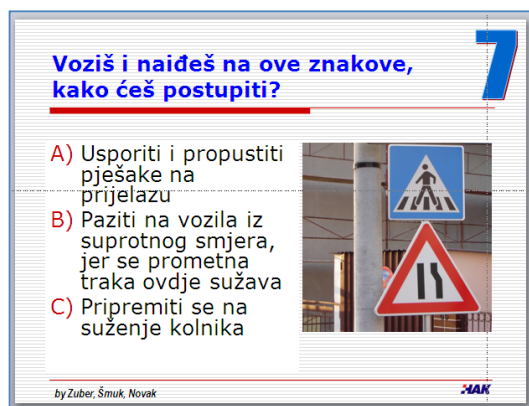 7
Voziš i naiđeš na ove znakove,
kako ćeš postupiti?
A) Usporiti i propustiti
pješake na
prijelazu
B) Paziti na vozila iz
suprotnog smjera,
jer se prometna
traka ovdje sužava
C) Pripremiti se na
suženje kolnika
by Zuber, Šmuk, Novak
HAK